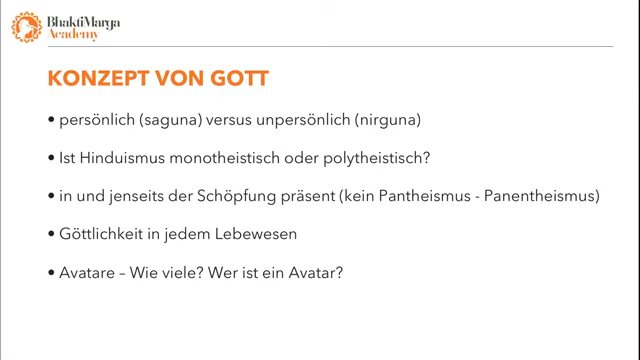 BhaktiMarga
Academy
KONZEPT VON GOTT
• persönlich (saguna) versus unpersönlich (nirguna)
• Ist Hinduismus monotheistisch oder polytheistisch?
• in und jenseits der Schöpfung präsent (kein Pantheismus - Panentheismus)
• Göttlichkeit in jedem Lebewesen
• Avatare – Wie viele? Wer ist ein Avatar?